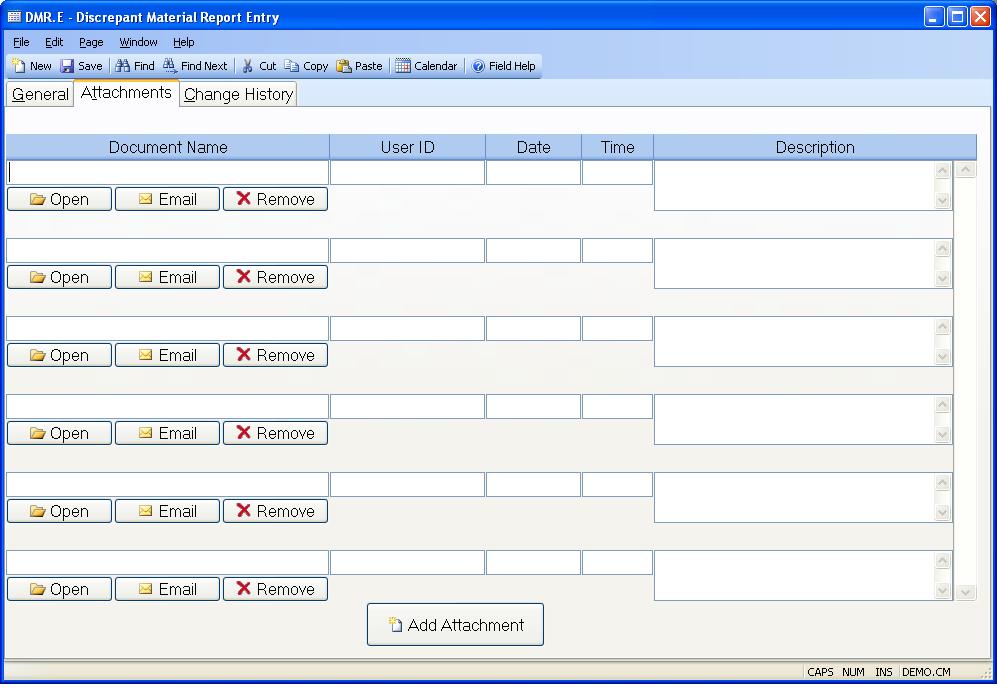 DMR.E - Discrepant Material Report Entry
File Edit Page Window Help
New Save Find Find Next Cut Copy Paste Calendar Field Help
General Attachments Change History
Document Name User ID Date Time Description
Open Email Remove
Open Email Remove
Open Email Remove
Open Email Remove
Open Email Remove
Open Email Remove
Add Attachment
CAPS NUM INS DEMO.CM